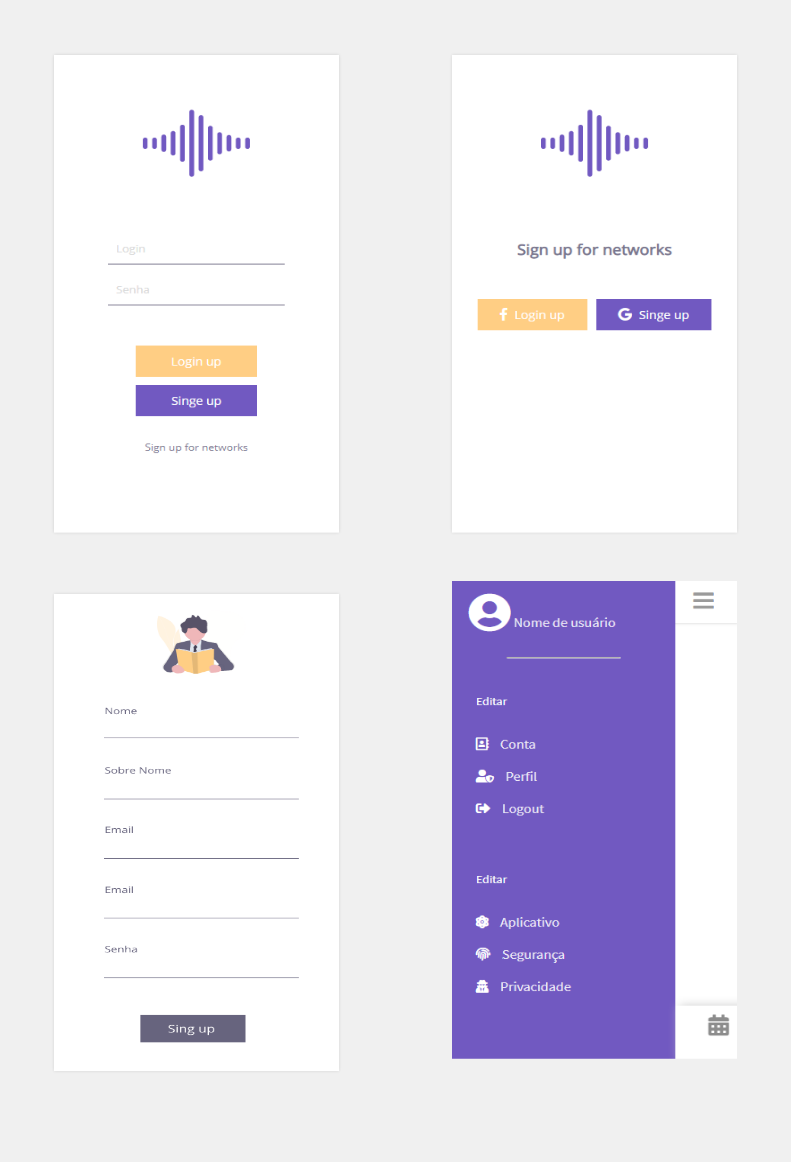 Login
Senha
Login up
Singe up
Sign up for networks
Sign up for networks
Login up
Singe up
Nome
Sobre Nome
Email
Email
Senha
Sing up
Nome de usuário
Editar
Conta
Perfil
Logout
Editar
Aplicativo
Segurança
Privacidade